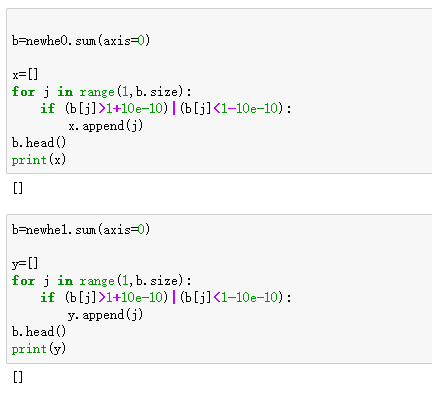 b=newhe0.sum(axis=0)
x=[]
for j in range(1,b.size):
    if (b[j]>1+10e-10)|(b[j]<1-10e-10):
        x.append(j)
b.head()
print(x)
[]
b=newhe1.sum(axis=0)
y=[]
for j in range(1,b.size):
    if (b[j]>1+10e-10)|(b[j]<1-10e-10):
        y.append(j)
b.head()
print(y)
[]